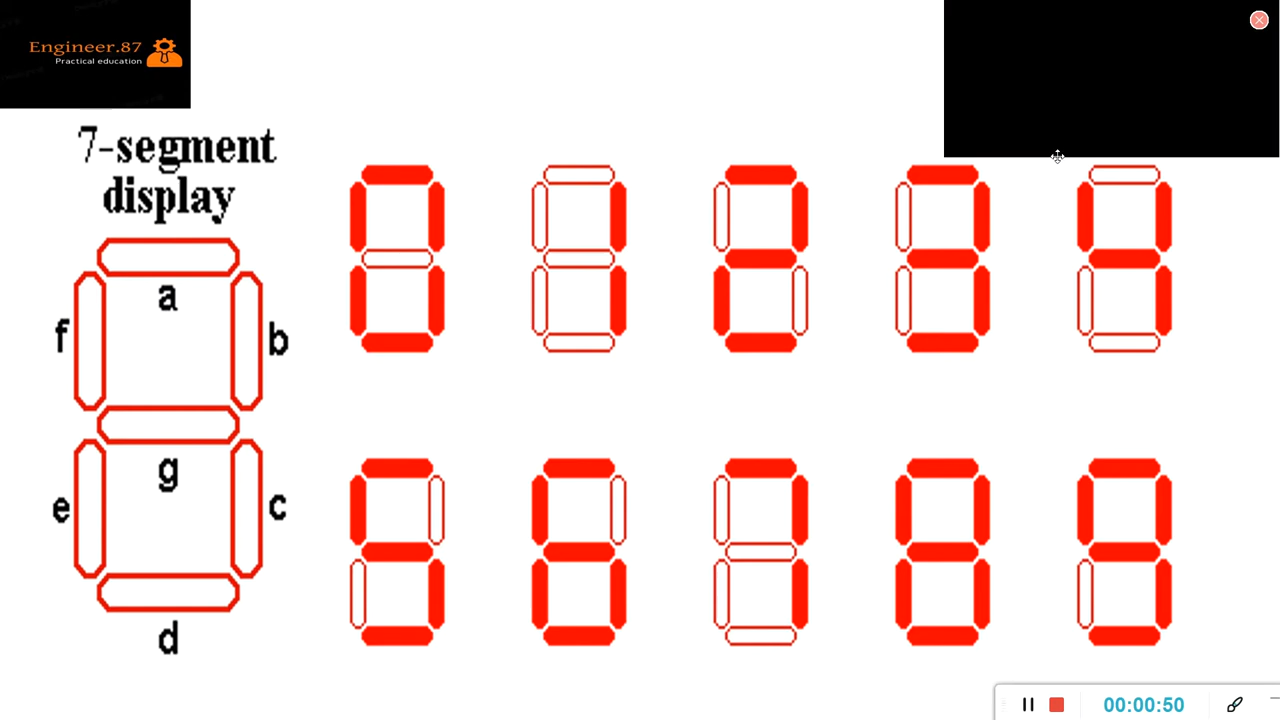 Engineer.87
Practical education
7-segment
display
a
f
b
g
e
c
d
00:00:50